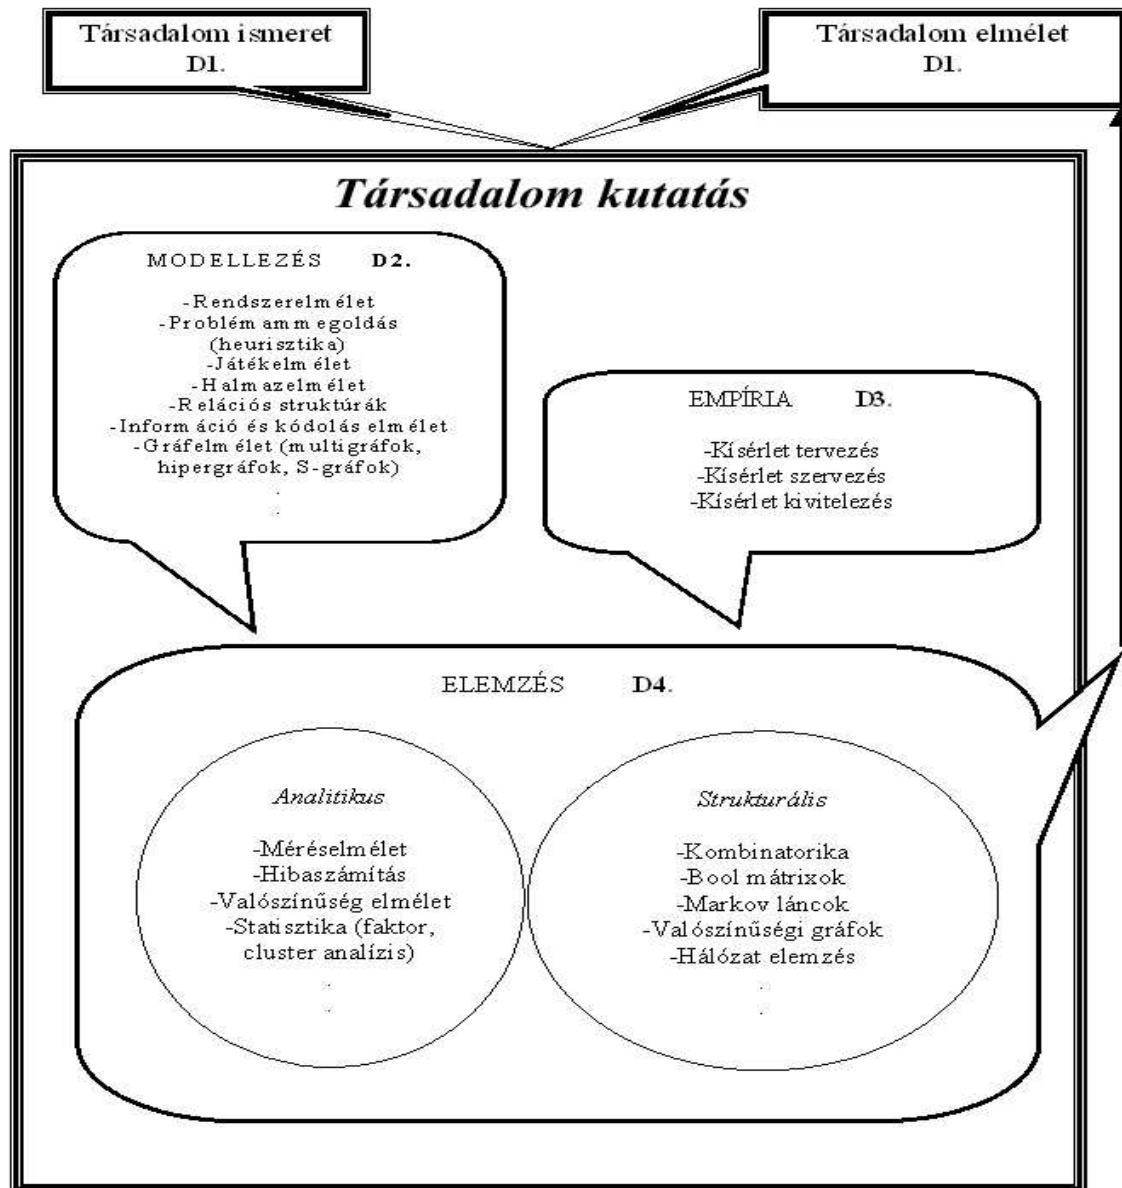 Társadalom ismeret
D1.
Társadalom elmélet
D1.
Társadalom kutatás
MODELLEZÉS D2.
-Rendszerelmélet
-Problémammegoldás
(heurisztika)
-Játékelmélet
-Halmazelmélet
-Relációs struktúrák
-Információ és kódolás elmélet
-Gráfelmélet (multigráfok,
hipergráfok, S-gráfok)
.
.
EMPÍRIA D3.
-Kísérlet tervezés
-Kísérlet szervezés
-Kísérlet kivitelezés
ELEMZÉS D4.
Analitikus
-Méréselmélet
-Hibaszámítás
-Valószínűség elmélet
-Statisztika (faktor,
cluster analízis)
.
.
Strukturális
-Kombinatorika
-Bool mátrixok
-Markov láncok
-Valószínűségi gráfok
-Hálózat elemzés
.
.